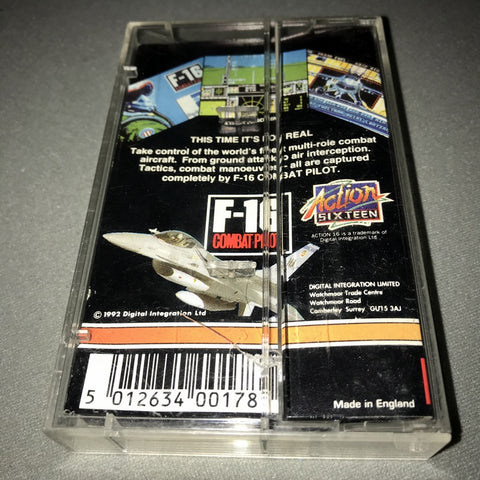 F-16
THIS TIME IT'S REAL
Take control of the world's finest multi-role combat
aircraft. From ground attack to air interception.
Tactics, combat manoeuvres - all are captured
completely by F-16 COMBAT PILOT.
F-16
COMBAT PILOT
Action
SIXTEEN
ACTION 16 is a trademark of
Digital Integration Ltd
DIGITAL INTEGRATION LIMITED
Watchmoor Trade Centre
Watchmoor Road
Camberley Surrey GU15 3AJ
© 1992 Digital Integration Ltd
5 012634 00178
Made in England